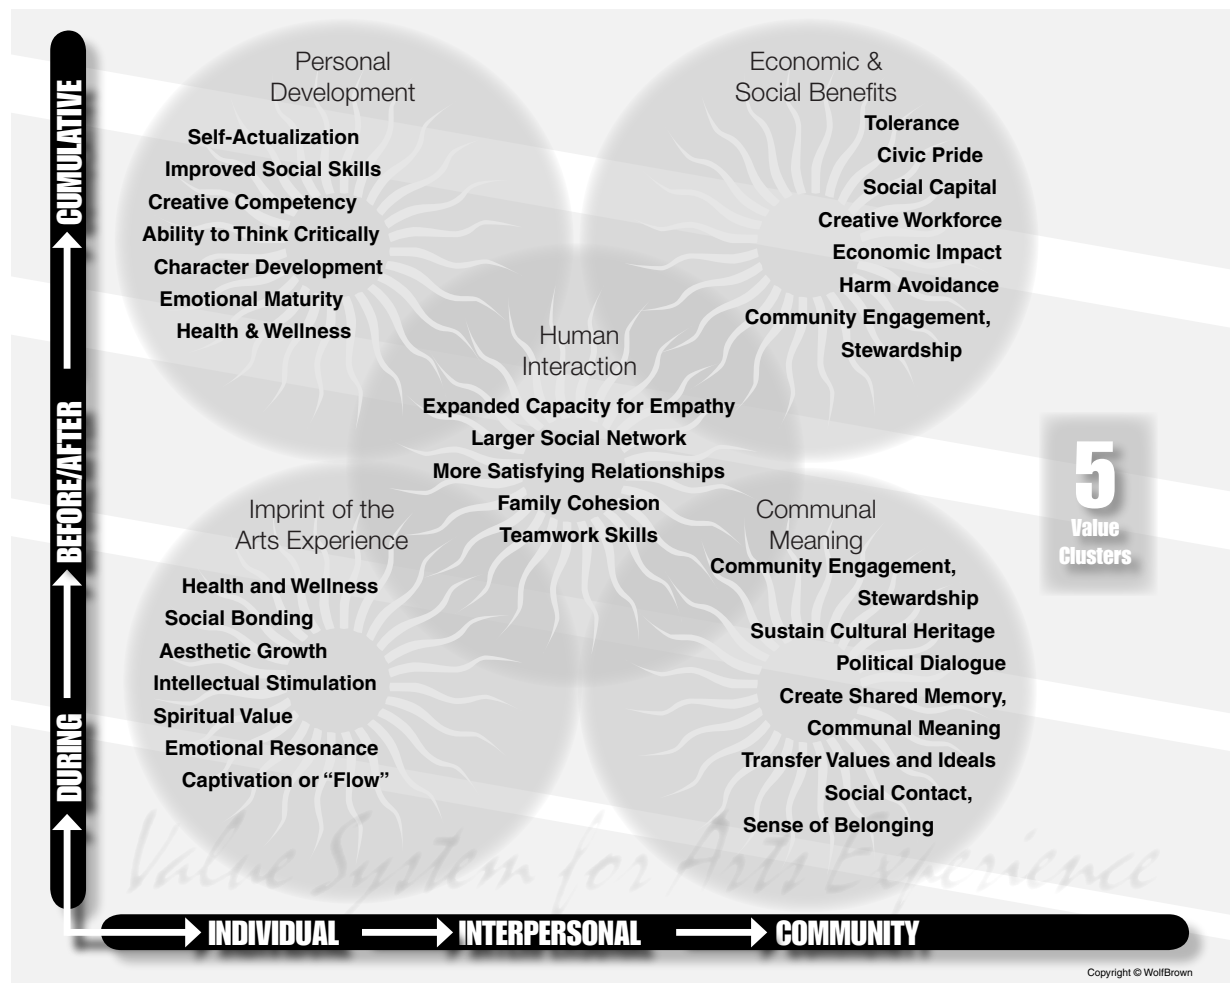 Personal
Development
Self-Actualization
Improved Social Skills
Creative Competency
Ability to Think Critically
Character Development
Emotional Maturity
Health & Wellness
Economic &
Social Benefits
Tolerance
Civic Pride
Social Capital
Creative Workforce
Economic Impact
Harm Avoidance
Community Engagement,
Stewardship
Human
Interaction
Expanded Capacity for Empathy
Larger Social Network
More Satisfying Relationships
Family Cohesion
Teamwork Skills
Imprint of the
Arts Experience
Health and Wellness
Social Bonding
Aesthetic Growth
Intellectual Stimulation
Spiritual Value
Emotional Resonance
Captivation or “Flow”
Communal
Meaning
Community Engagement,
Stewardship
Sustain Cultural Heritage
Political Dialogue
Create Shared Memory,
Communal Meaning
Transfer Values and Ideals
Social Contact,
Sense of Belonging
5
Value
Clusters
CUMULATIVE
BEFORE/AFTER
DURING
Value System for Arts Experience
INDIVIDUAL
INTERPERSONAL
COMMUNITY
Copyright © WolfBrown